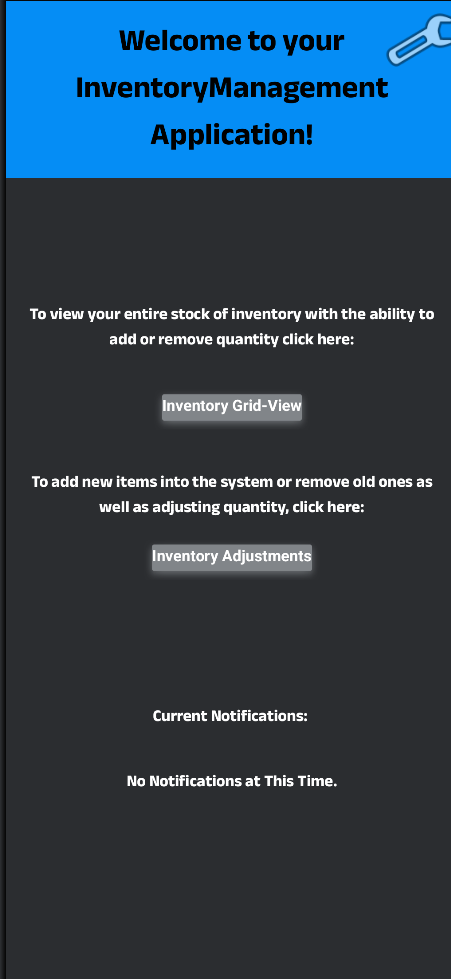 Welcome to your
InventoryManagement
Application!
To view your entire stock of inventory with the ability to
add or remove quantity click here:
Inventory Grid-View
To add new items into the system or remove old ones as
well as adjusting quantity, click here:
Inventory Adjustments
Current Notifications:
No Notifications at This Time.